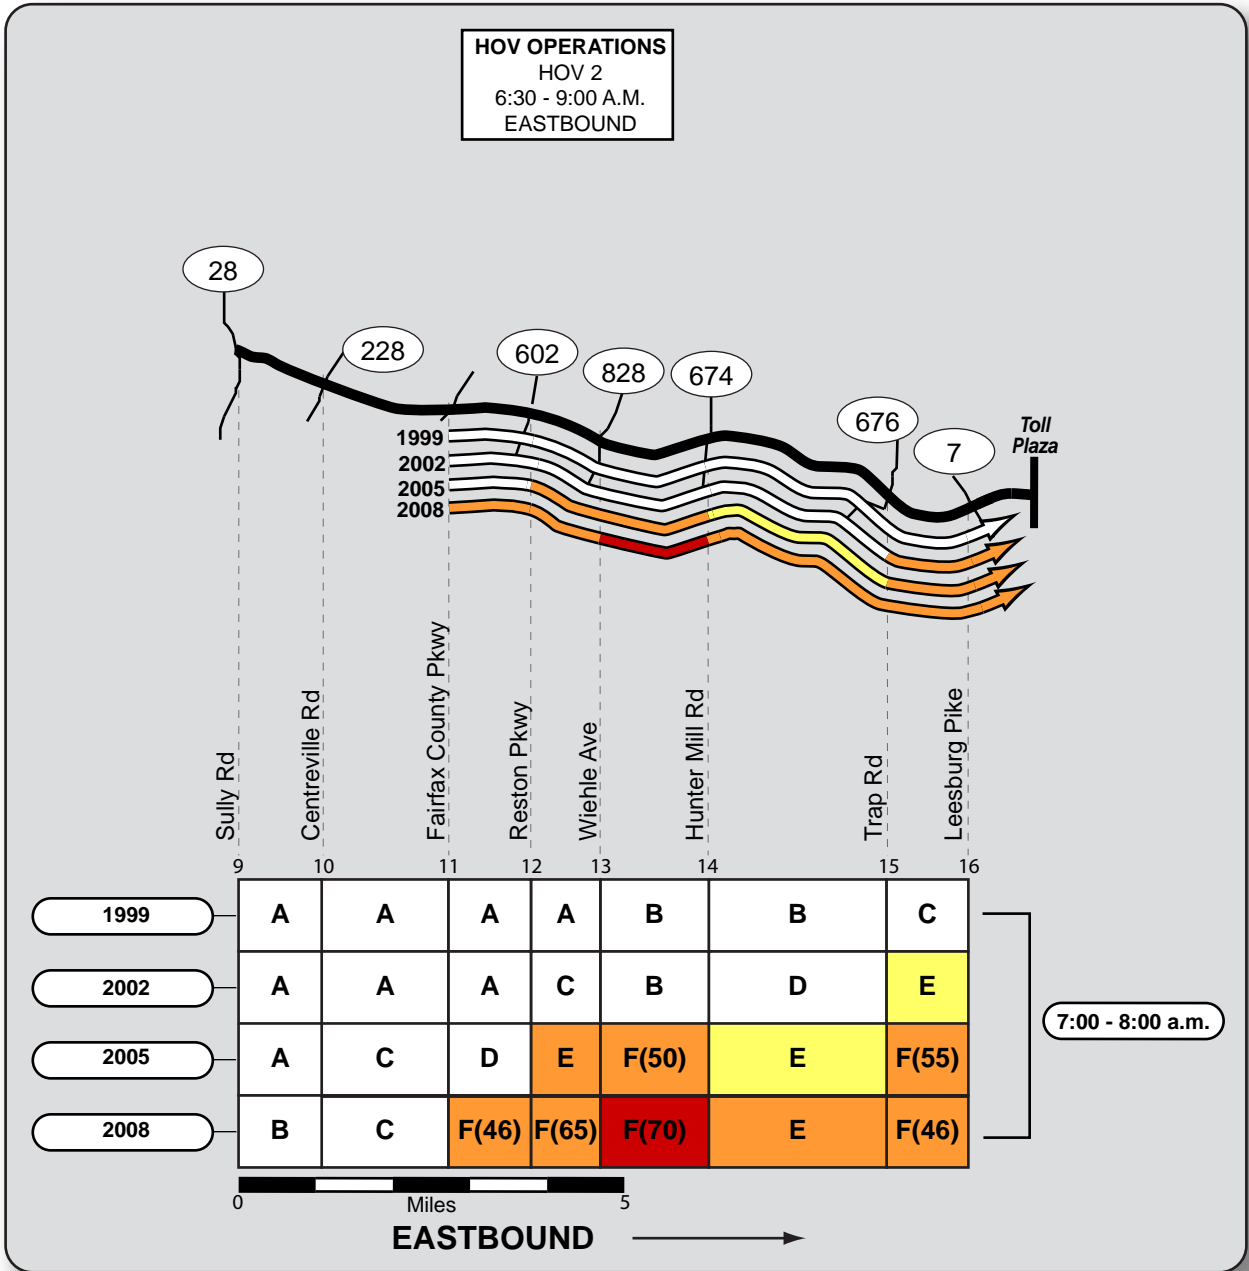 HOV OPERATIONS
HOV 2
6:30 - 9:00 A.M.
EASTBOUND
28
228
602
828
674
676
7
Toll
Plaza
1999
2002
2005
2008
Sully Rd
Centreville Rd
Fairfax County Pkwy
Reston Pkwy
Wiehle Ave
Hunter Mill Rd
Trap Rd
Leesburg Pike
9 10 11 12 13 14 15 16
1999 A A A A B B C
2002 A A A C B D E
2005 A C D E F(50) E F(55)
2008 B C F(46) F(65) F(70) E F(46)
7:00 - 8:00 a.m.
0 Miles 5
EASTBOUND